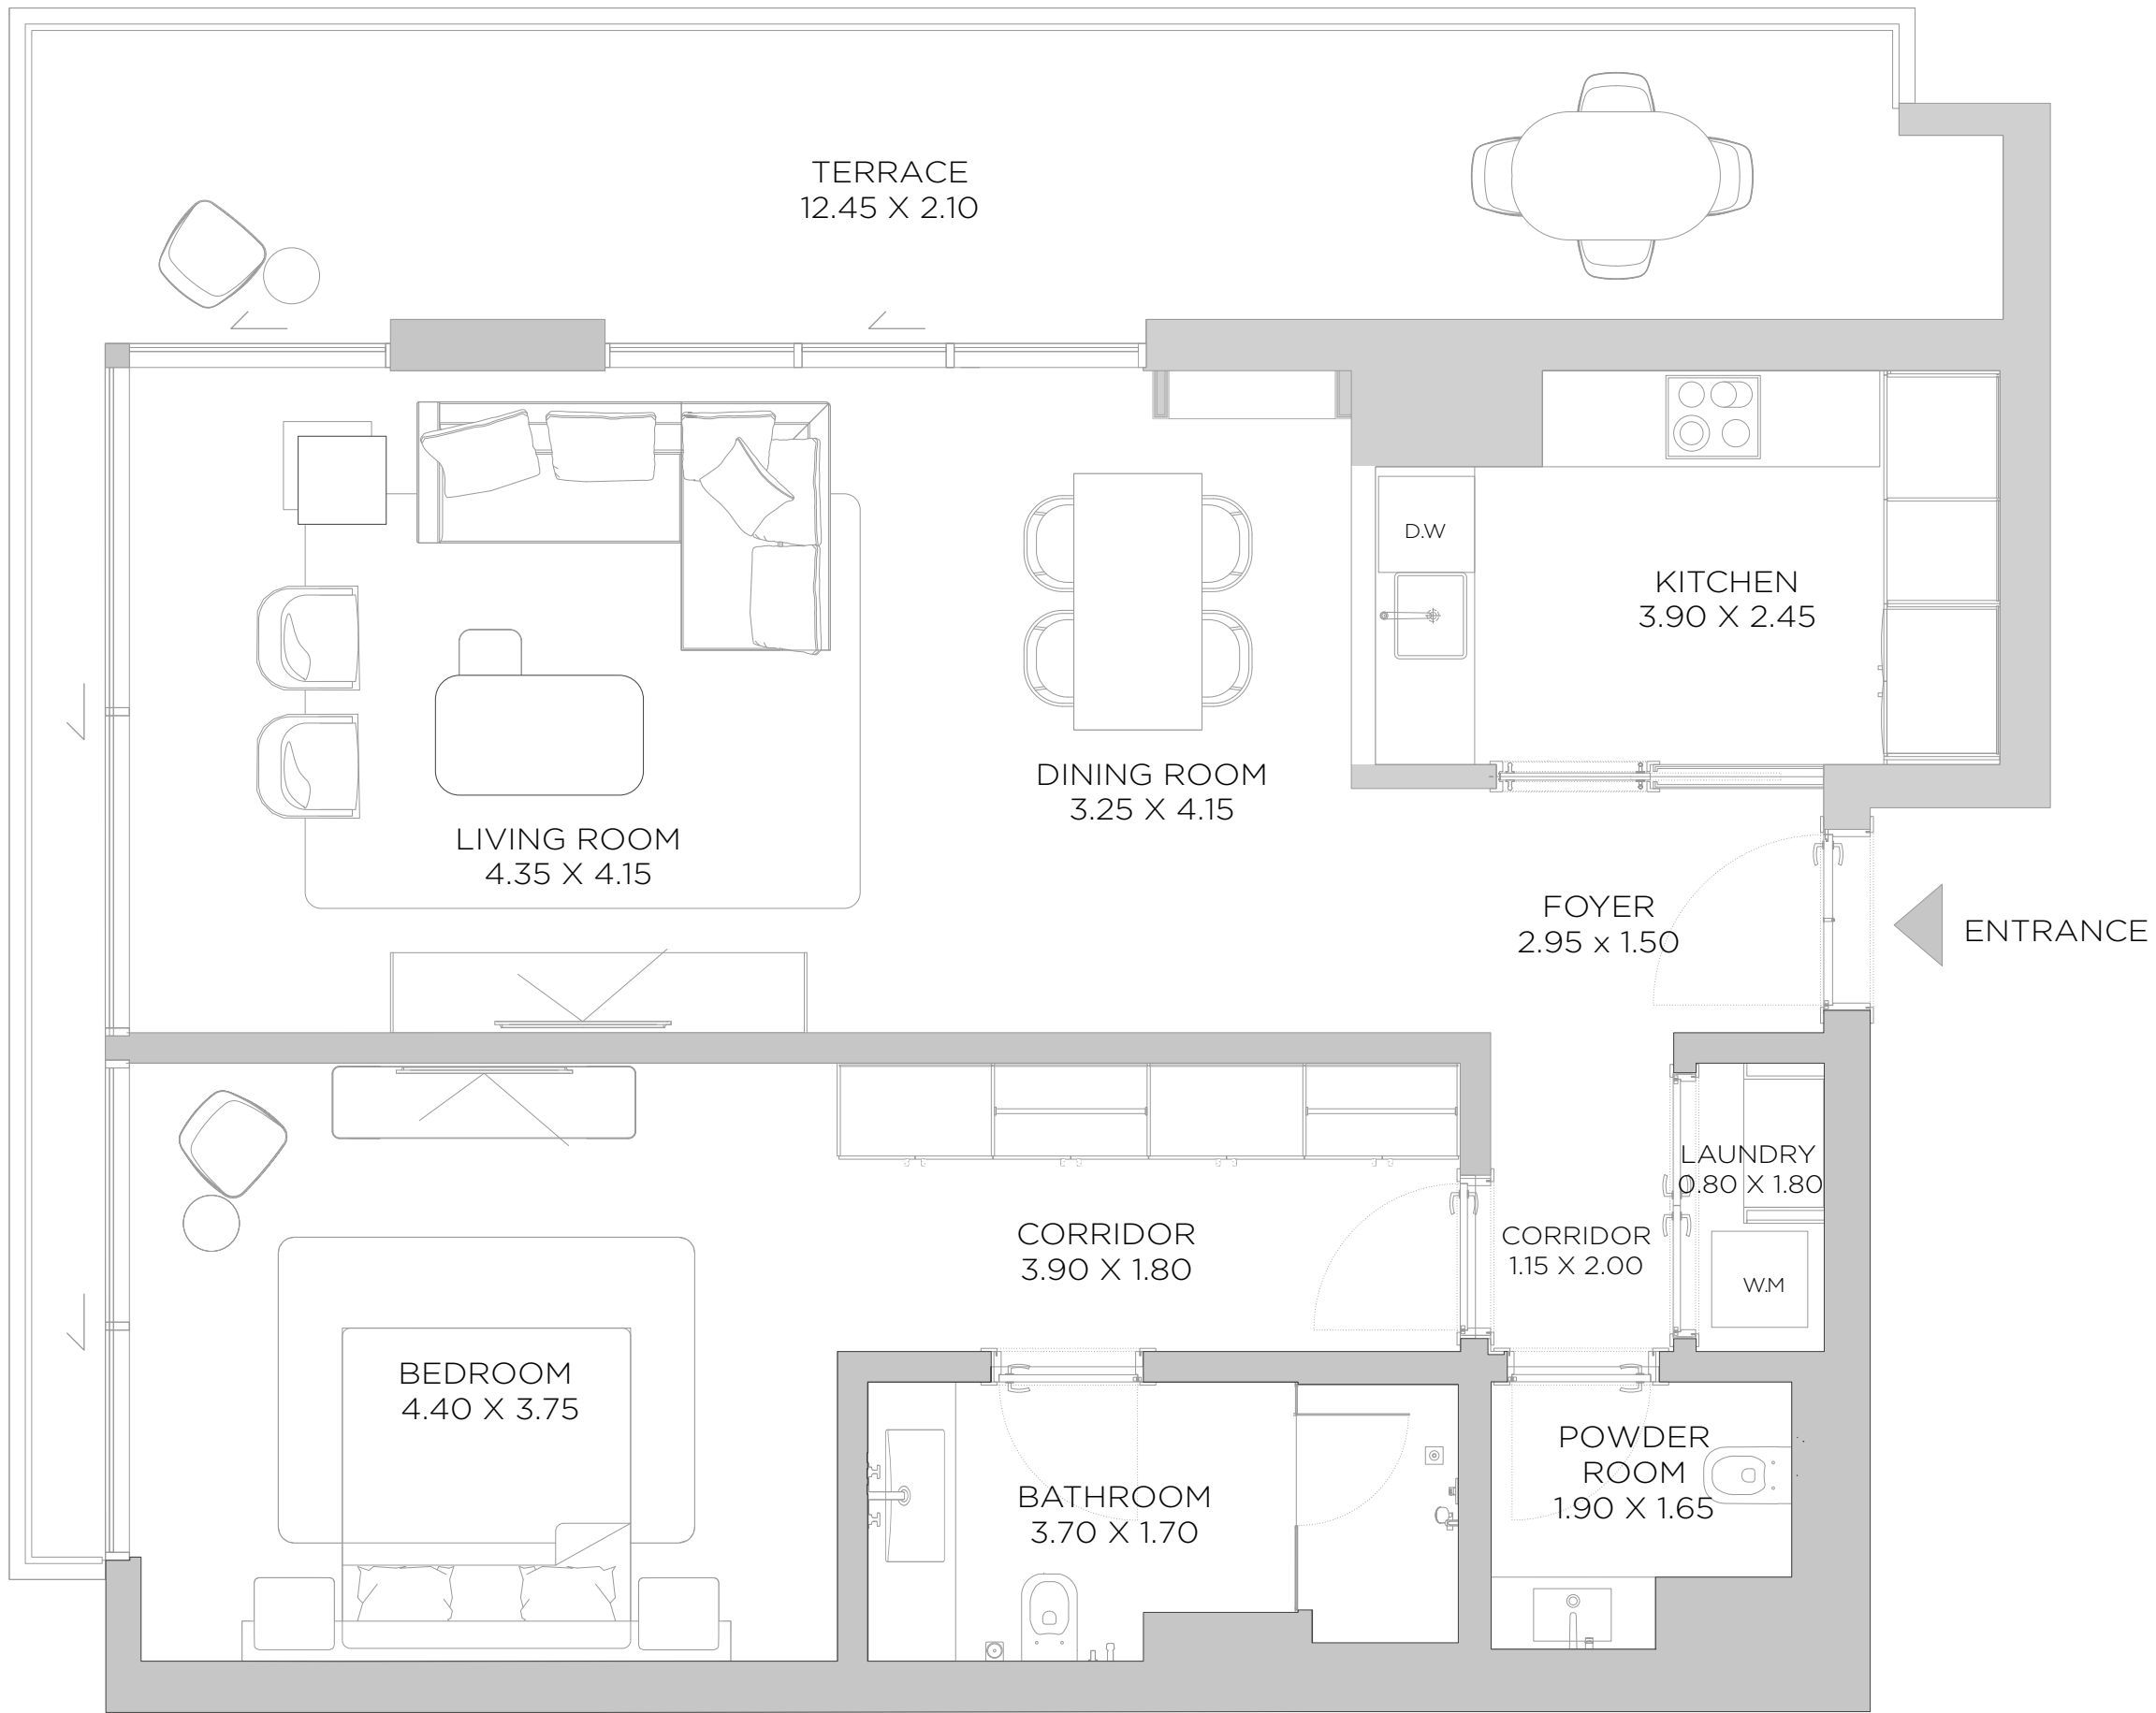 TERRACE
12.45 X 2.10
D.W
KITCHEN
3.90 X 2.45
DINING ROOM
3.25 X 4.15
LIVING ROOM
4.35 X 4.15
FOYER
2.95 x 1.50
ENTRANCE
LAUNDRY
0.80 X 1.80
CORRIDOR
3.90 X 1.80
CORRIDOR
1.15 X 2.00
W.M
BEDROOM
4.40 X 3.75
POWDER
ROOM
1.90 X 1.65
BATHROOM
3.70 X 1.70